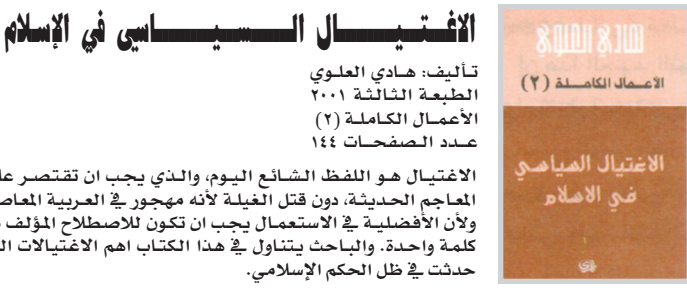 الاغتيال السياسي في الإسلام
تأليف: هادي العلوي
الطبعة الثالثة ٢٠٠١
الأعمال الكاملة (٢)
عدد الصفحات ١٤٤
الاغتيال هو اللفظ الشائع اليوم، والذي يجب ان تقتصر
المعاجم الحديثة، دون قتل الغيلة لأنه مهجور في العربية
ولأن الأفضلية في الاستعمال يجب ان تكون للاصطلاح المؤلف
كلمة واحدة. والباحث يتناول في هذا الكتاب اهم الاغتيالات
حدثت في ظل الحكم الإسلامي.
هادي العلوي
الأعمال الكاملة (٢)
الاغتيال السياسي
في الاسلام